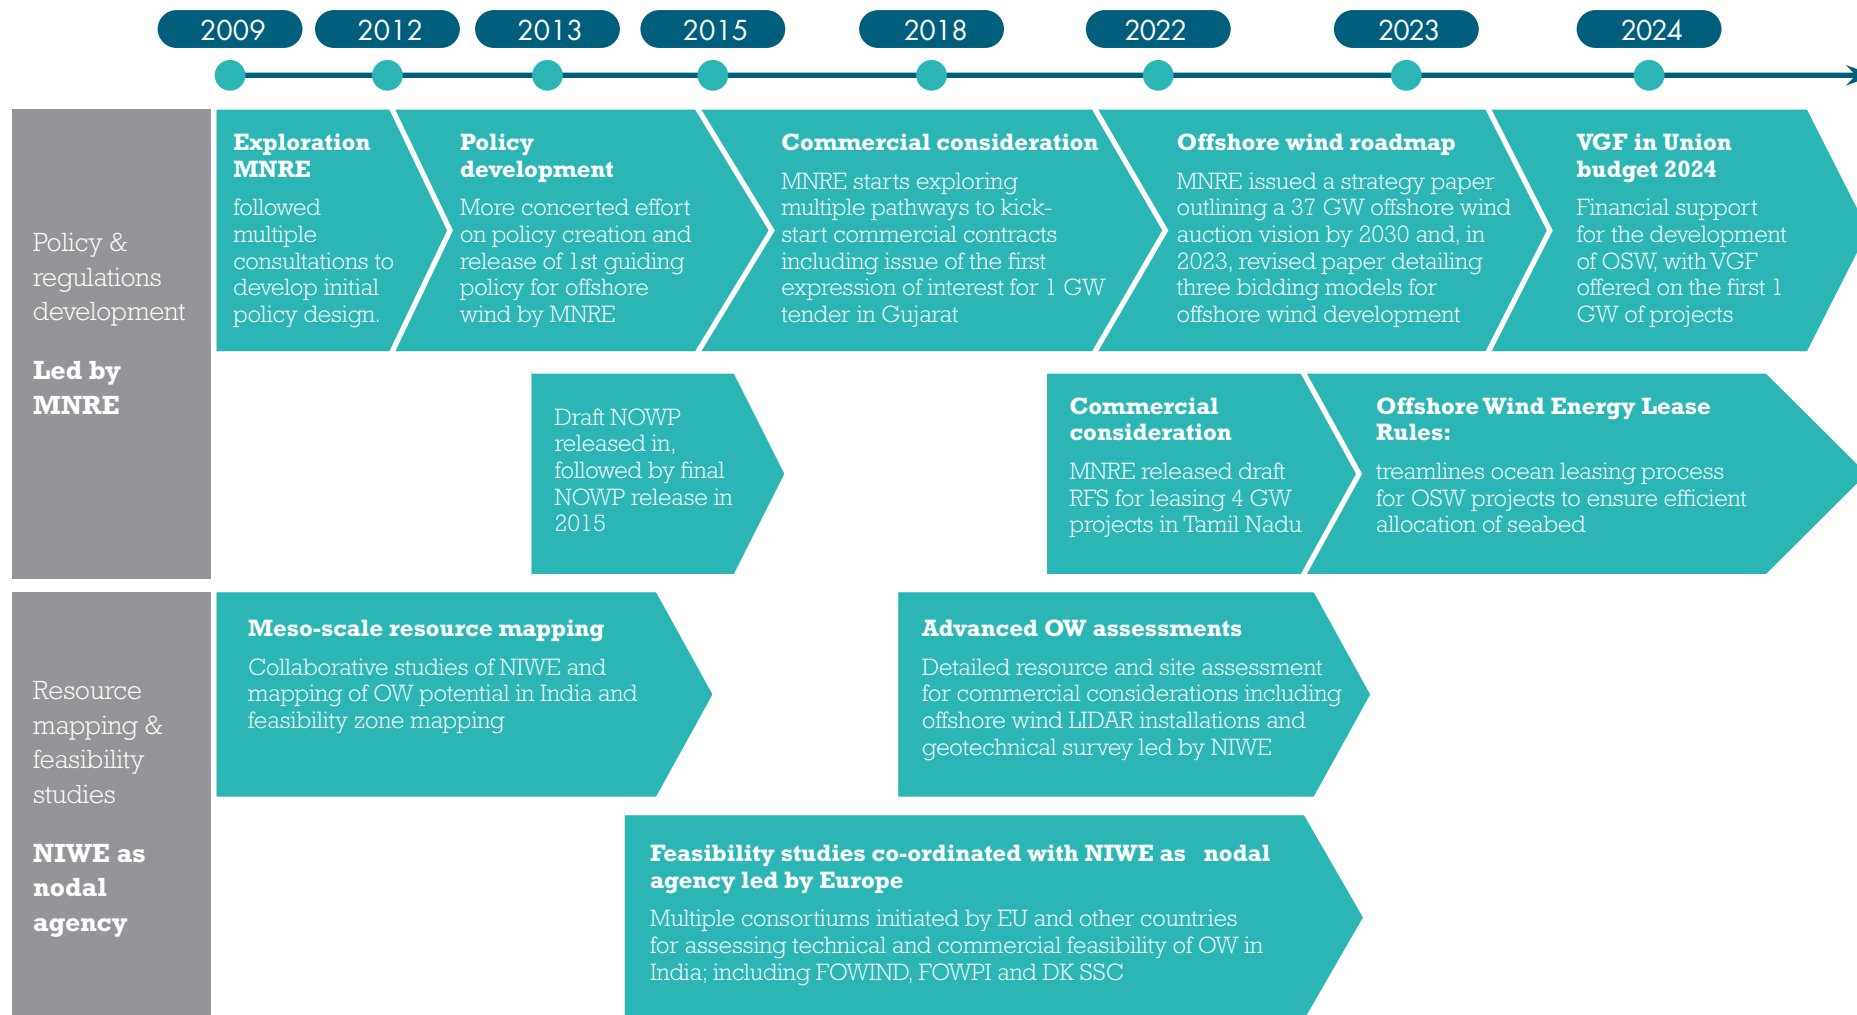 2009
2012
2013
2015
2018
2022
2023
2024
Policy &
regulations
development
Led by
MNRE
Exploration
MNRE
followed
multiple
consultations to
develop initial
policy design.
Policy
development
More concerted effort
on policy creation and
release of 1st guiding
policy for offshore
wind by MNRE
Commercial consideration
MNRE starts exploring
multiple pathways to kick-
start commercial contracts
including issue of the first
expression of interest for 1 GW
tender in Gujarat
Offshore wind roadmap
MNRE issued a strategy paper
outlining a 37 GW offshore wind
auction vision by 2030 and, in
2023, revised paper detailing
three bidding models for
offshore wind development
VGF in Union
budget 2024
Financial support
for the development
of OSW, with VGF
offered on the first 1
GW of projects
Draft NOWP
released in,
followed by final
NOWP release in
2015
Commercial
consideration
MNRE released draft
RFS for leasing 4 GW
projects in Tamil Nadu
Offshore Wind Energy Lease
Rules:
treamlines ocean leasing process
for OSW projects to ensure efficient
allocation of seabed
Resource
mapping &
feasibility
studies
NIWE as
nodal
agency
Meso-scale resource mapping
Collaborative studies of NIWE and
mapping of OW potential in India and
feasibility zone mapping
Advanced OW assessments
Detailed resource and site assessment
for commercial considerations including
offshore wind LIDAR installations and
geotechnical survey led by NIWE
Feasibility studies co-ordinated with NIWE as nodal
agency led by Europe
Multiple consortiums initiated by EU and other countries
for assessing technical and commercial feasibility of OW in
India; including FOWIND, FOWPI and DK SSC